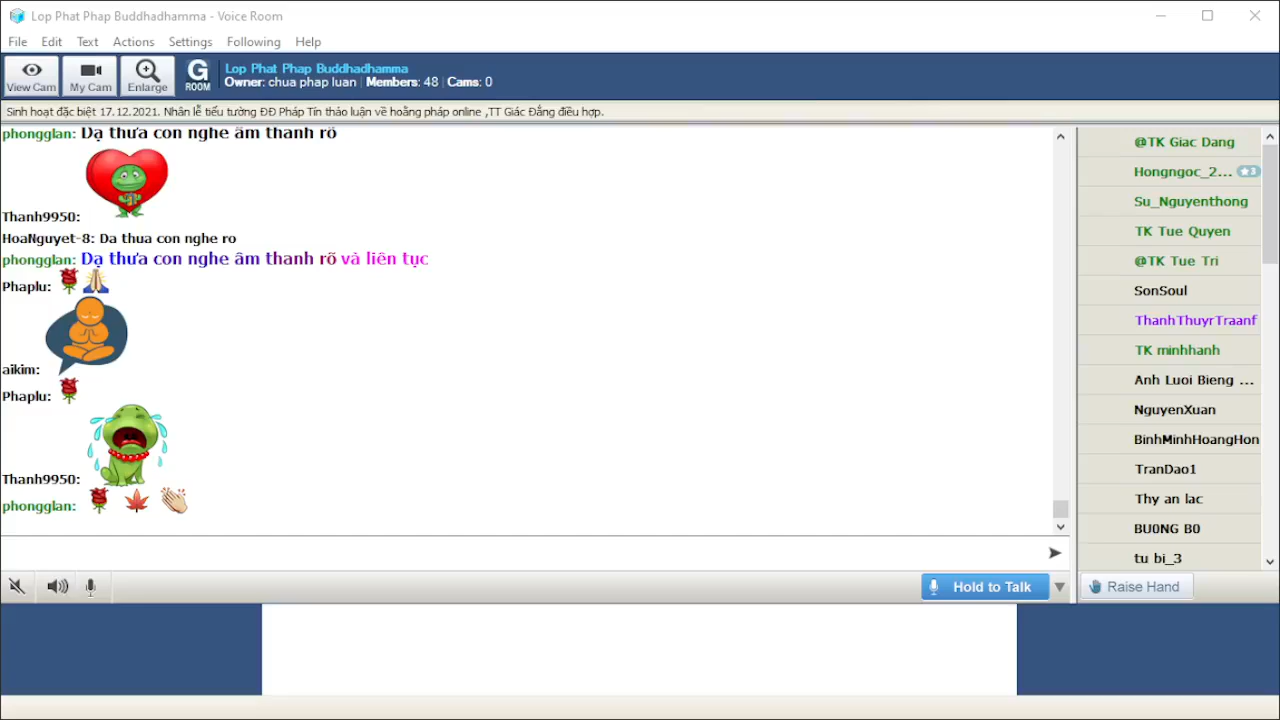 Lop Phat Phap Buddhadhamma - Voice Room
File Edit Text Actions Settings Following Help
View Cam My Cam Enlarge G ROOM
Lop Phat Phap Buddhadhamma
Owner: chua phap luan | Members: 48 | Cams: 0
Sinh hoạt đặc biệt 17.12.2021. Nhân lễ tiểu tường ĐĐ Pháp Tín thảo luận về hoằng pháp online ,TT Giác Đẳng điều hợp.
phongglan: Dạ thưa con nghe âm thanh rõ
Thanh9950:
HoaNguyet-8: Da thua con nghe ro
phongglan: Dạ thưa con nghe âm thanh rõ và liên tục
Phaplu:
aikim:
Phaplu:
Thanh9950:
phongglan:
@TK Giac Dang
Hongngoc_2... ★3
Su_Nguyenthong
TK Tue Quyen
@TK Tue Tri
SonSoul
ThanhThuyrTraanf
TK minhhanh
Anh Luoi Bieng ...
NguyenXuan
BinhMinhHoangHon
TranDao1
Thy an lac
BU0NG B0
tu bi_3
Hold to Talk
Raise Hand